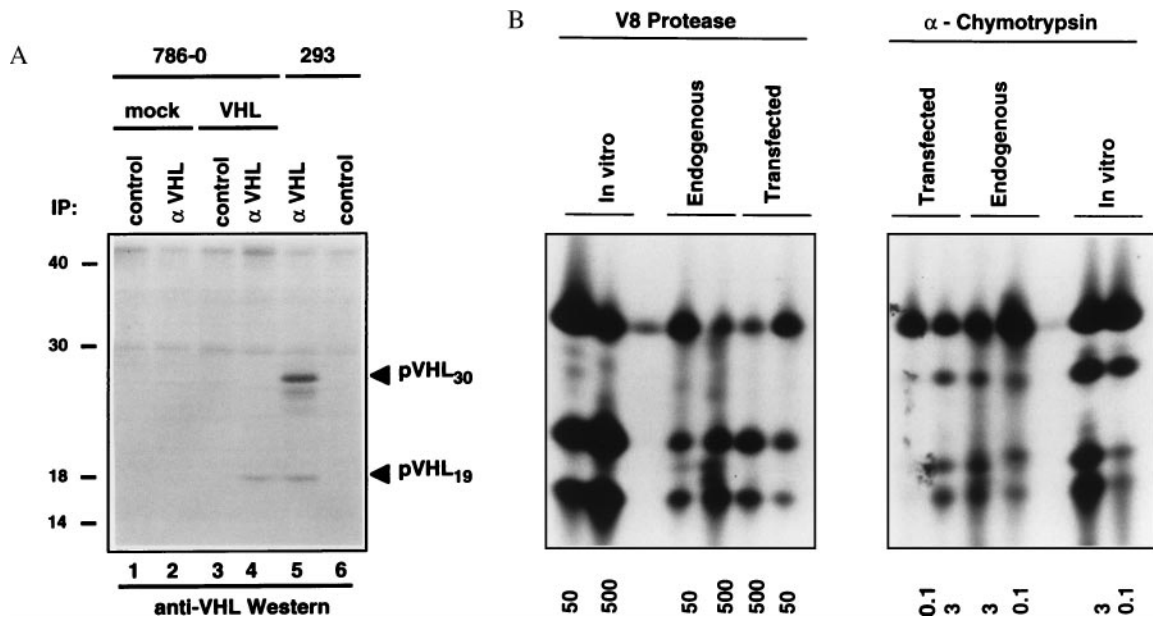 A
786-0 293
mock VHL
IP: control α VHL control α VHL α VHL control
40
30
18
14
pVHL30
pVHL19
1 2 3 4 5 6
anti-VHL Western
B
V8 Protease
In vitro Endogenous Transfected
50 500 50 500 500 50
α - Chymotrypsin
Transfected Endogenous In vitro
0.1 3 3 0.1 3 0.1